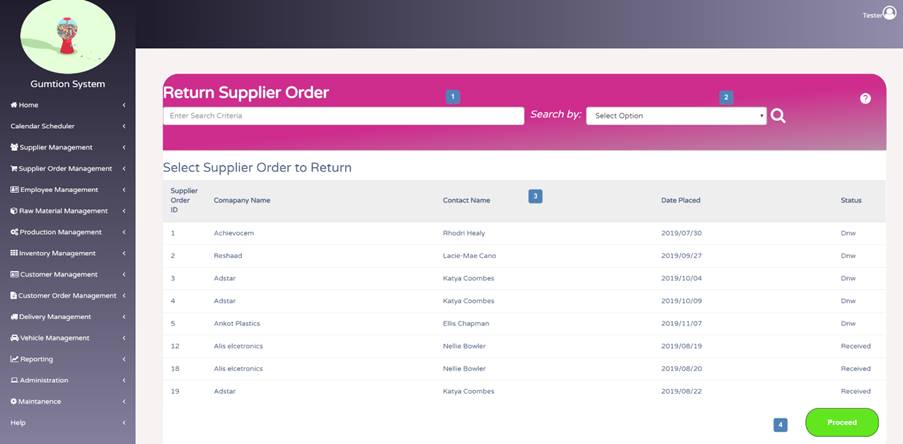 Tester
Gumtion System
Home
Calendar Scheduler
Supplier Management
Supplier Order Management
Employee Management
Raw Material Management
Production Management
Inventory Management
Customer Management
Customer Order Management
Delivery Management
Vehicle Management
Reporting
Administration
Maintanence
Help
Return Supplier Order
1
2
?
Enter Search Criteria
Search by:
Select Option
Select Supplier Order to Return
Supplier Order ID Comapany Name Contact Name 3 Date Placed Status
1 Achievocem Rhodri Healy 2019/07/30 Dnw
2 Reshaad Lacie-Mae Cano 2019/09/27 Dnw
3 Adstar Katya Coombes 2019/10/04 Dnw
4 Adstar Katya Coombes 2019/10/09 Dnw
5 Ankot Plastics Ellis Chapman 2019/11/07 Dnw
12 Alis elcetronics Nellie Bowler 2019/08/19 Received
18 Alis elcetronics Nellie Bowler 2019/08/20 Received
19 Adstar Katya Coombes 2019/08/22 Received
4
Proceed